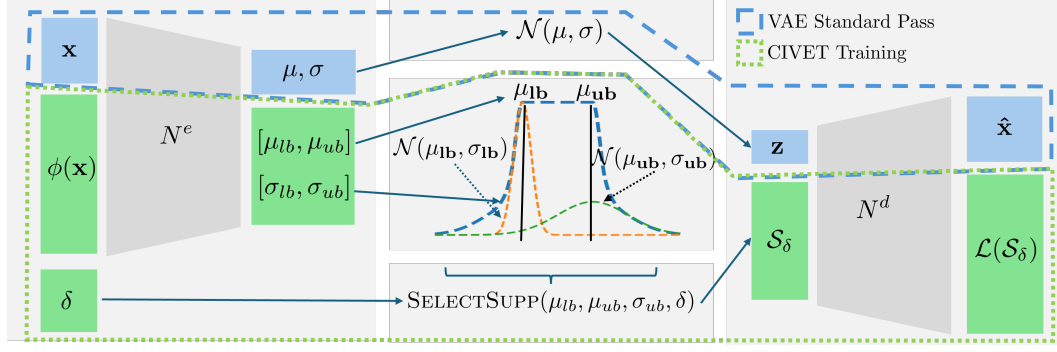 VAE Standard Pass
CIVET Training
x
μ, σ
N(μ, σ)
N^e
φ(x)
[μ_lb, μ_ub]
[σ_lb, σ_ub]
μ_lb
μ_ub
N(μ_lb, σ_lb)
N(μ_ub, σ_ub)
δ
SELECTSUPP(μ_lb, μ_ub, σ_ub, δ)
z
x̂
N^d
S_δ
L(S_δ)